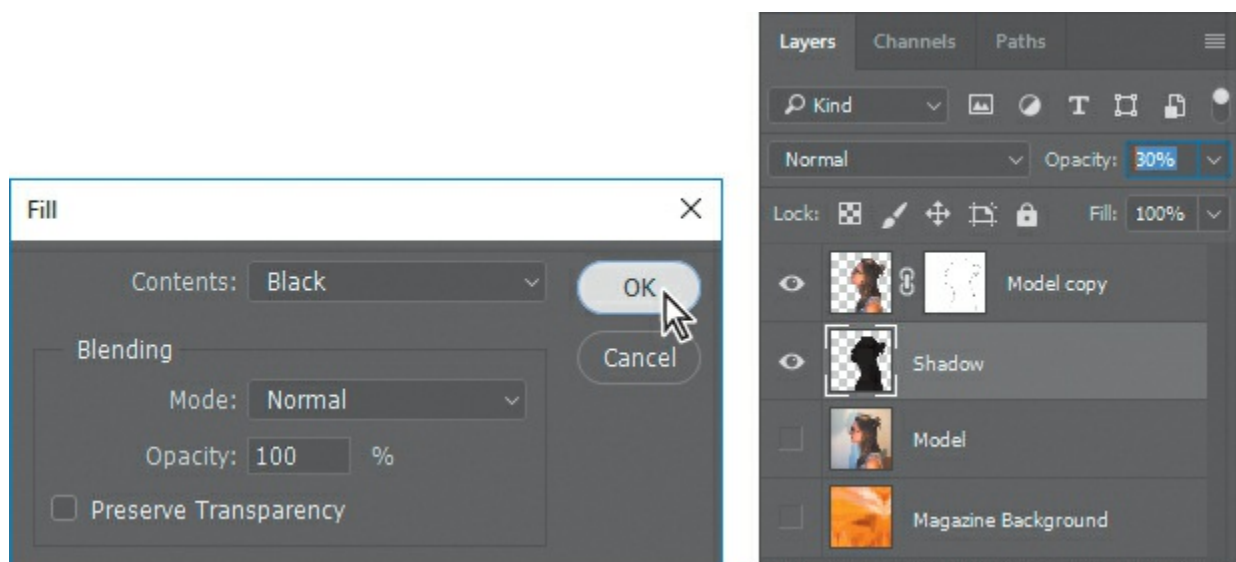 Fill
Contents: Black
OK
Blending
Cancel
Mode: Normal
Opacity: 100 %
Preserve Transparency
Layers Channels Paths
Kind
Normal Opacity: 30%
Lock: Fill: 100%
Model copy
Shadow
Model
Magazine Background